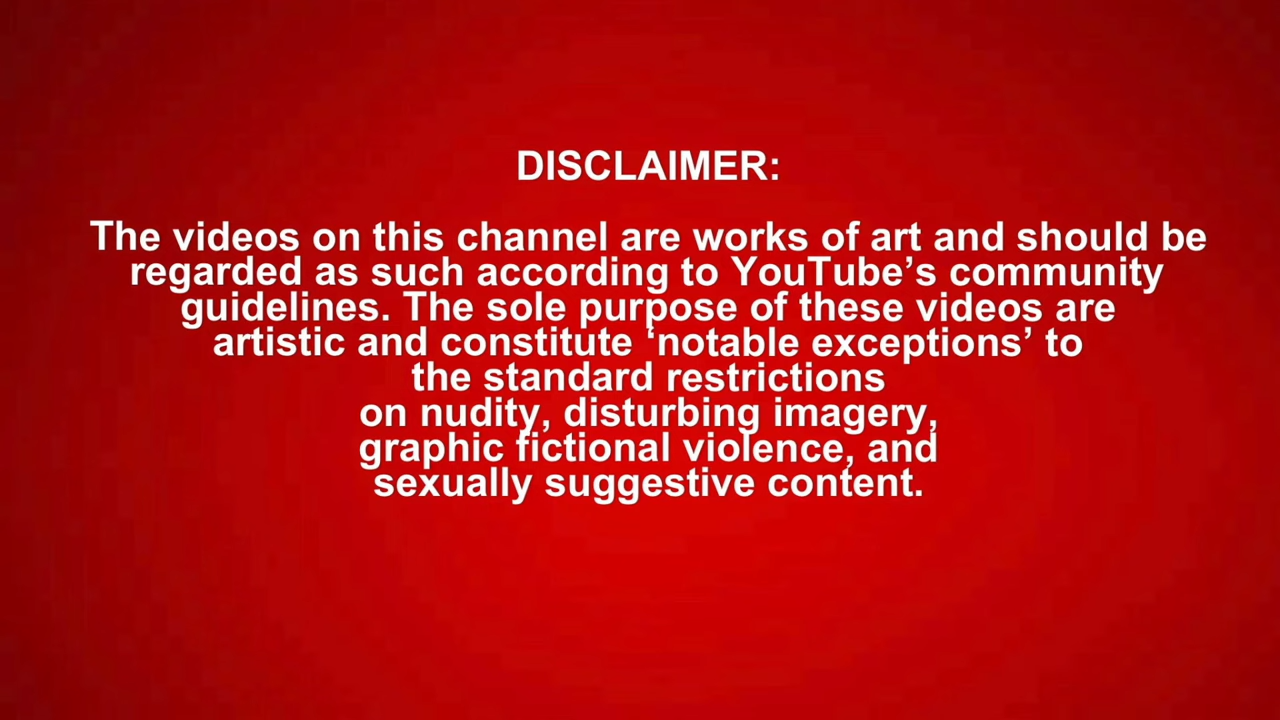 DISCLAIMER:
The videos on this channel are works of art and should be
regarded as such according to YouTube’s community
guidelines. The sole purpose of these videos are
artistic and constitute ‘notable exceptions’ to
the standard restrictions
on nudity, disturbing imagery,
graphic fictional violence, and
sexually suggestive content.